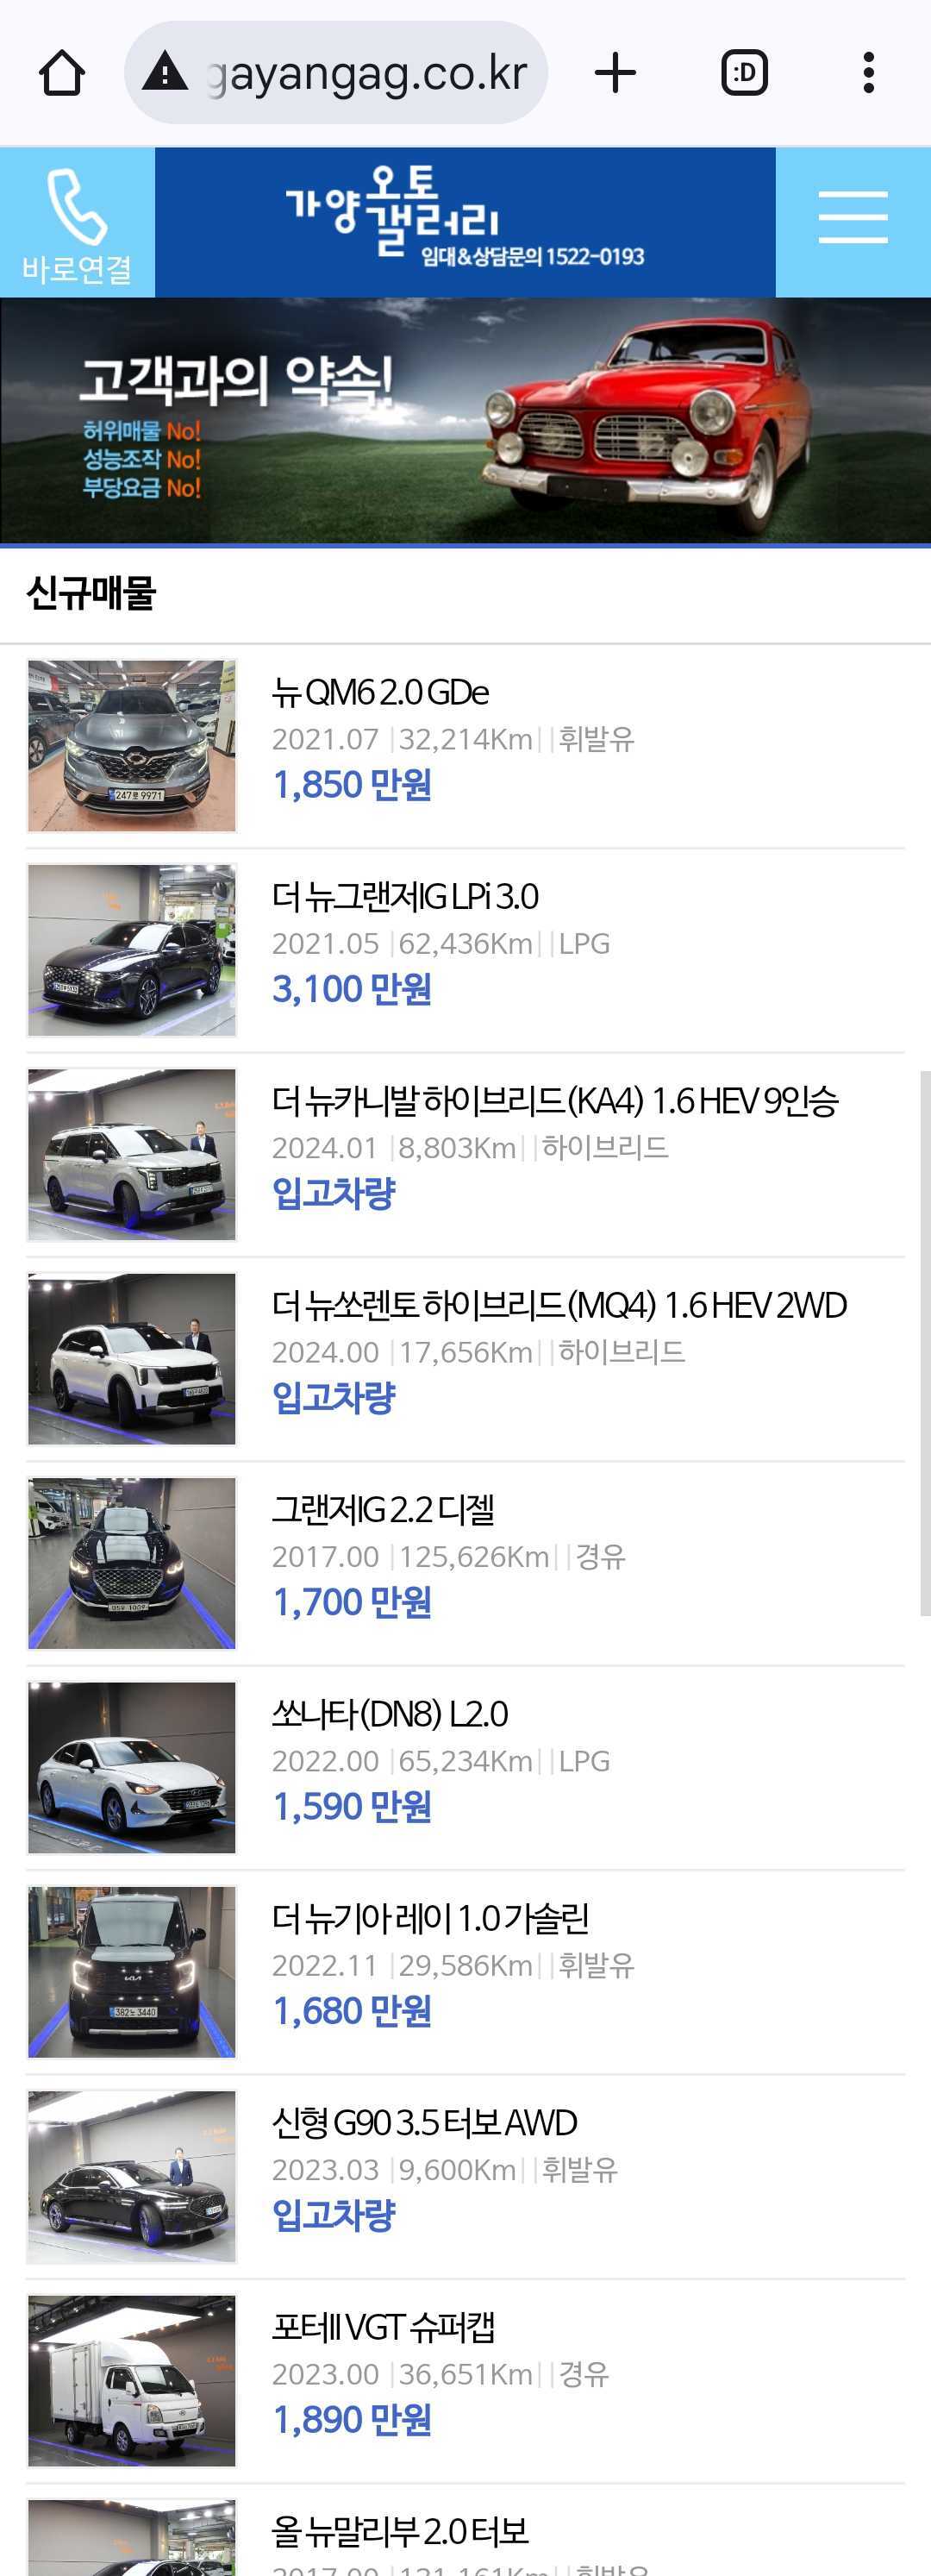 gayangag.co.kr
:D
바로연결
가양오토갤러리
임대&상담문의 1522-0193
고객과의 약속!
허위매물 No!
성능조작 No!
부당요금 No!
신규매물
뉴 QM6 2.0 GDe
2021.07 |32,214Km| |휘발유
1,850 만원
247로 9971
더 뉴그랜저IG LPi 3.0
2021.05 |62,436Km| |LPG
3,100 만원
더 뉴카니발 하이브리드 (KA4) 1.6 HEV 9인승
2024.01 |8,803Km| |하이브리드
입고차량
더 뉴쏘렌토 하이브리드 (MQ4) 1.6 HEV 2WD
2024.00 |17,656Km| |하이브리드
입고차량
그랜저IG 2.2 디젤
2017.00 |125,626Km| |경유
1,700 만원
쏘나타 (DN8) L2.0
2022.00 |65,234Km| |LPG
1,590 만원
더 뉴기아 레이 1.0 가솔린
2022.11 |29,586Km| |휘발유
1,680 만원
KIA
382노 3440
신형 G90 3.5 터보 AWD
2023.03 |9,600Km| |휘발유
입고차량
포터II VGT 슈퍼캡
2023.00 |36,651Km| |경유
1,890 만원
올 뉴말리부 2.0 터보